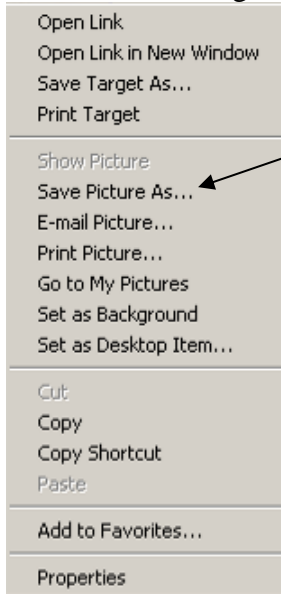 Open Link
Open Link in New Window
Save Target As...
Print Target
Show Picture
Save Picture As...
E-mail Picture...
Print Picture...
Go to My Pictures
Set as Background
Set as Desktop Item...
Cut
Copy
Copy Shortcut
Paste
Add to Favorites...
Properties